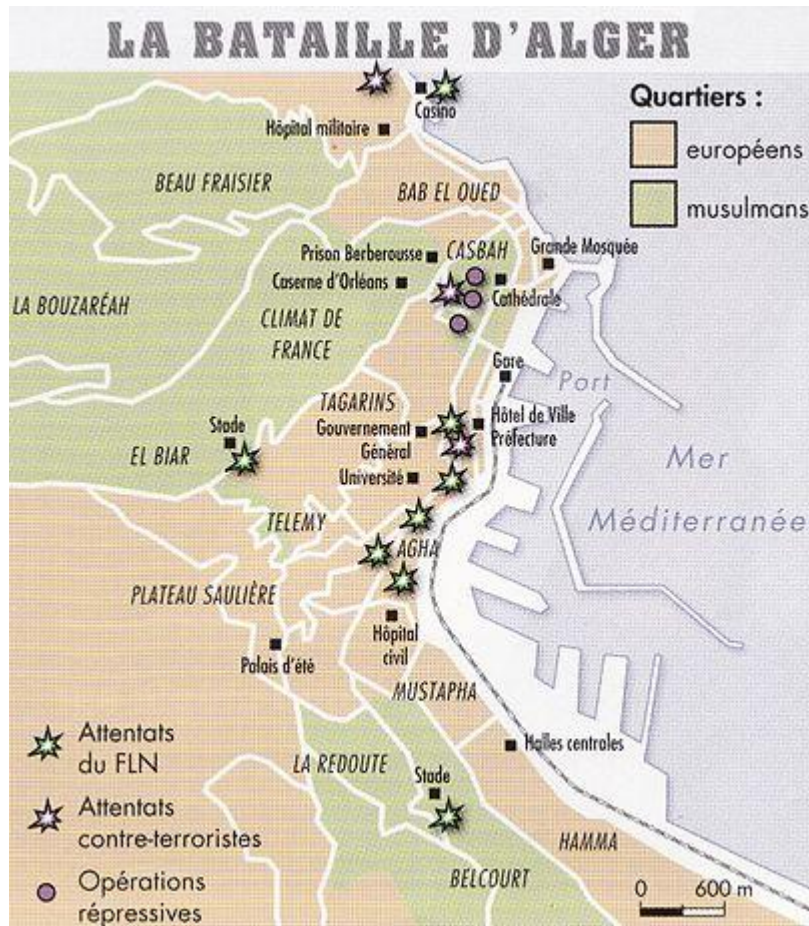 LA BATAILLE D'ALGER
Quartiers :
européens
musulmans
Casino
Hôpital militaire
BEAU FRAISIER
BAB EL OUED
Prison Berberousse
CASBAH
Grande Mosquée
Caserne d'Orléans
Cathédrale
LA BOUZARÉAH
CLIMAT DE
FRANCE
Gare
Port
TAGARINS
Stade
Gouvernement
Général
Hôtel de Ville
Préfecture
EL BIAR
Université
Mer
Méditerranée
TELEMY
AGHA
PLATEAU SAULIÈRE
Hôpital
civil
Palais d'été
MUSTAPHA
Attentats
du FLN
LA REDOUTE
Halles centrales
Stade
Attentats
contre-terroristes
HAMMA
BELCOURT
Opérations
répressives
0 600 m